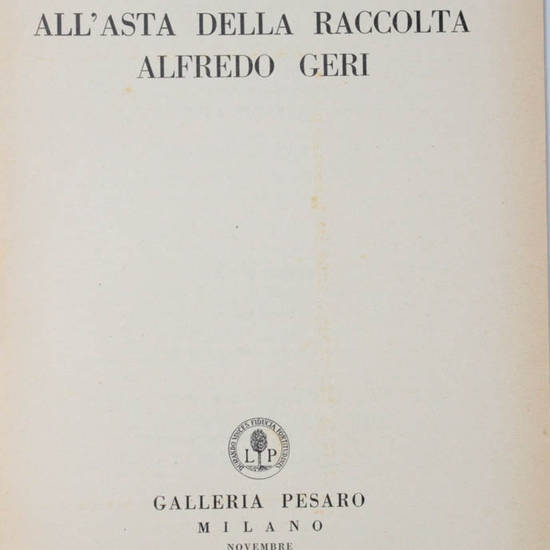 ALL'ASTA DELLA RACCOLTA
ALFREDO GERI
L P
GALLERIA PESARO
MILANO
NOVEMBRE